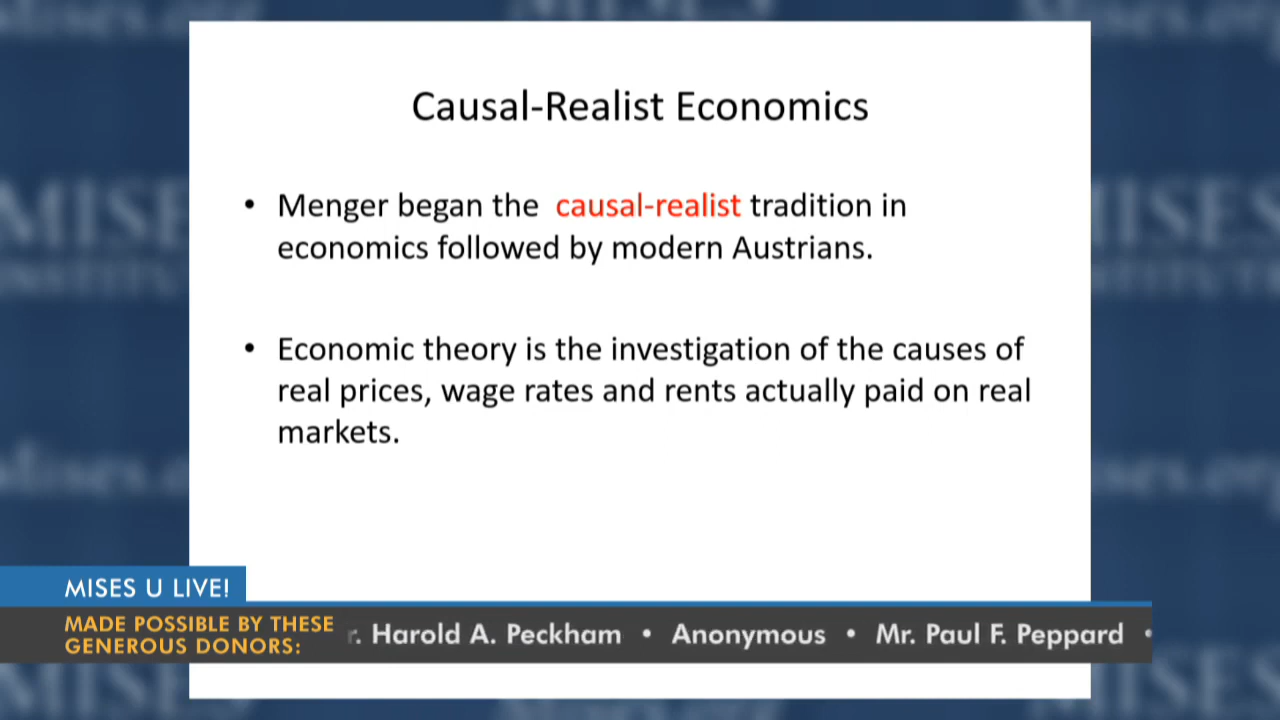 Causal-Realist Economics
• Menger began the causal-realist tradition in
economics followed by modern Austrians.
• Economic theory is the investigation of the causes of
real prices, wage rates and rents actually paid on real
markets.
MISES U LIVE!
MADE POSSIBLE BY THESE
GENEROUS DONORS:
r. Harold A. Peckham • Anonymous • Mr. Paul F. Peppard •